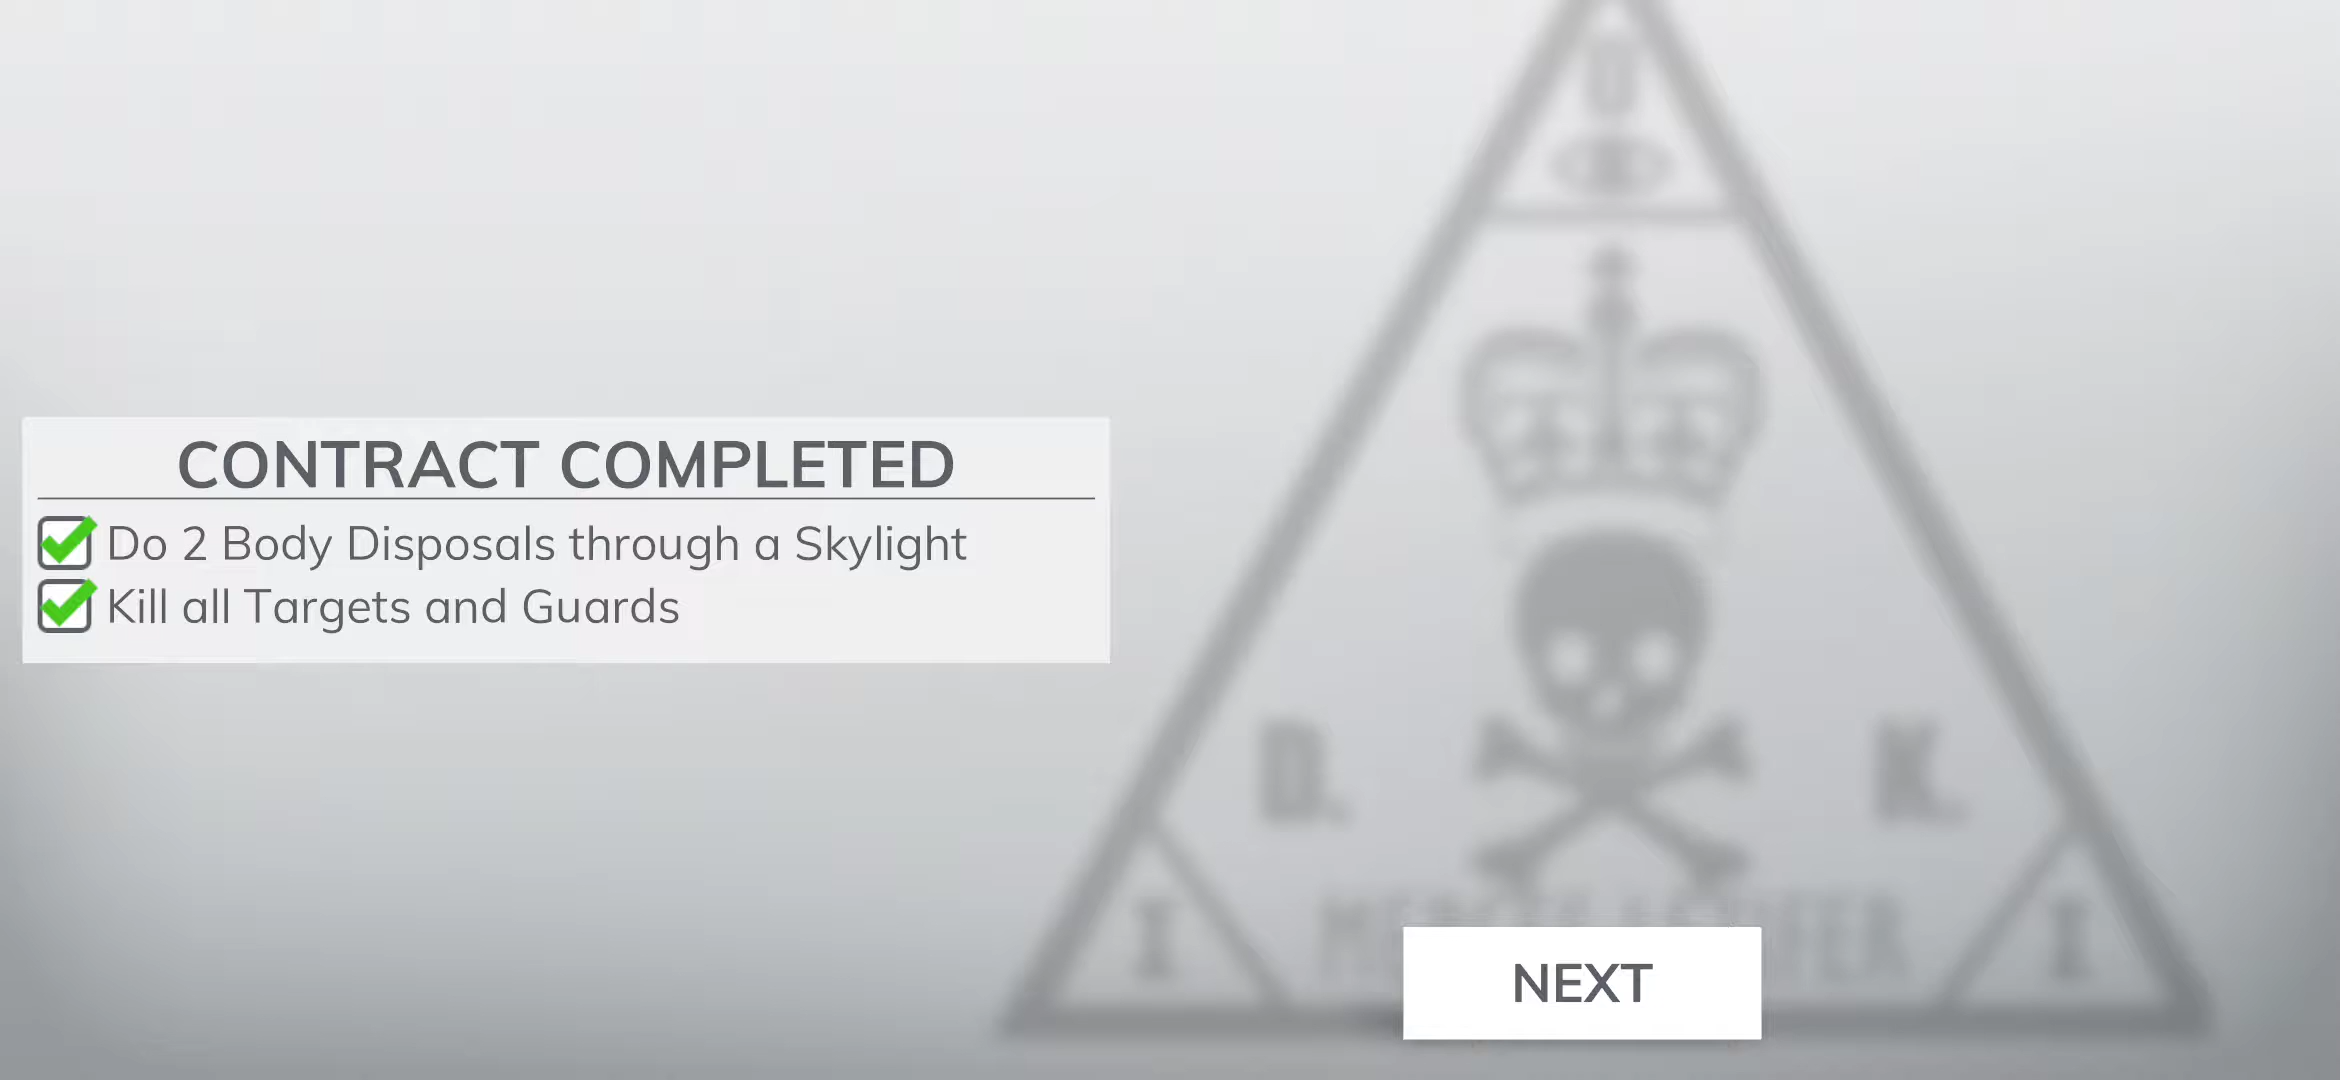 CONTRACT COMPLETED
Do 2 Body Disposals through a Skylight
Kill all Targets and Guards
I
I
NEXT